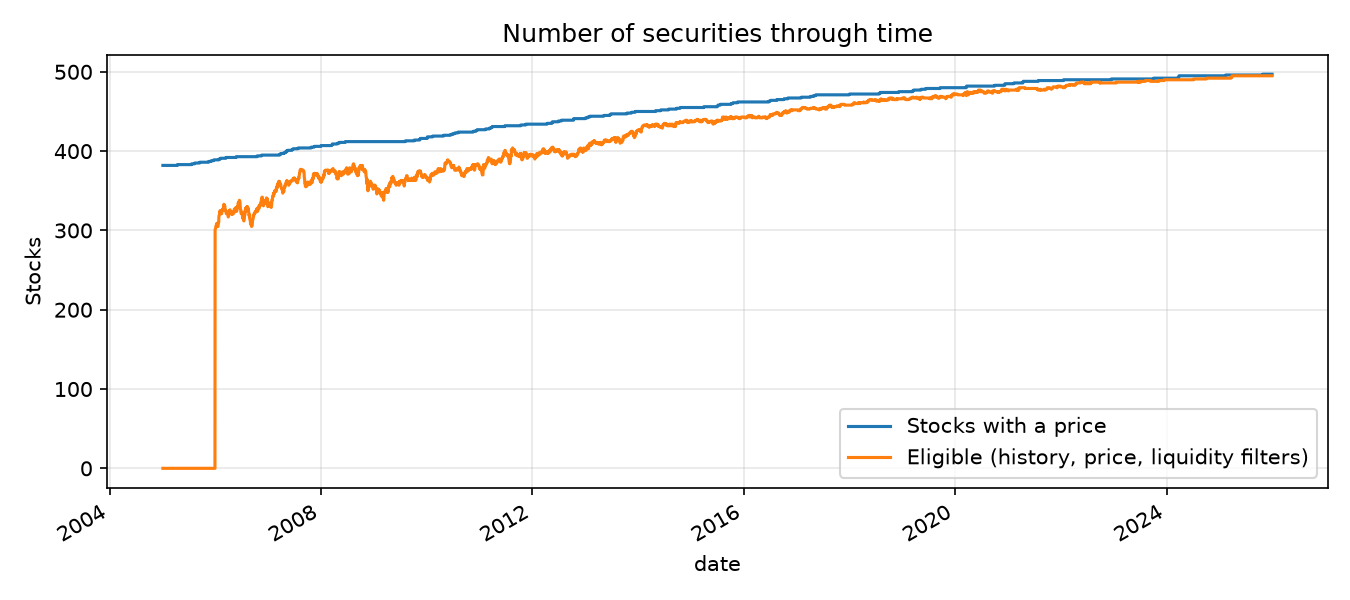 Number of securities through time
500
400
300
200
100
0
Stocks
Stocks with a price
Eligible (history, price, liquidity filters)
2004
2008
2012
2016
2020
2024
date